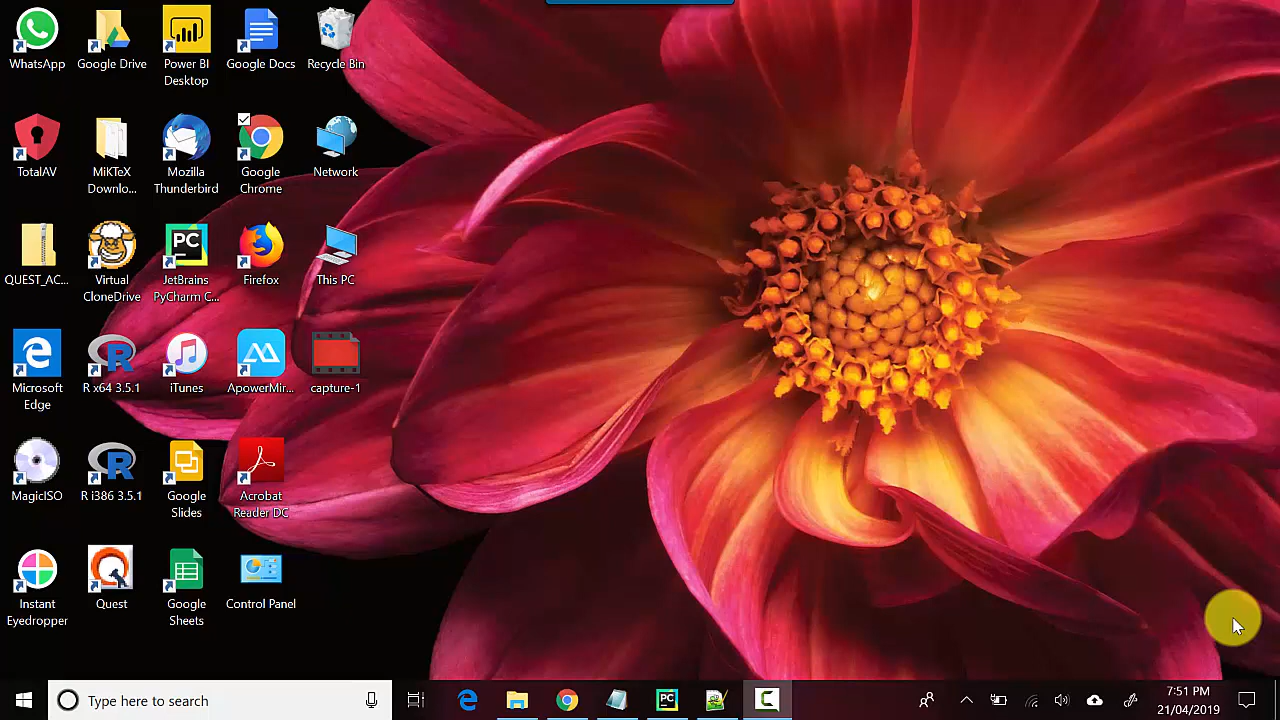 WhatsApp
Google Drive
Power BI
Desktop
Google Docs
Recycle Bin
TotalAV
MiKTeX
Downlo...
Mozilla
Thunderbird
Google
Chrome
Network
QUEST_AC...
Virtual
CloneDrive
PC
JetBrains
PyCharm C...
Firefox
This PC
Microsoft
Edge
R x64 3.5.1
iTunes
ApowerMir...
capture-1
MagicISO
R i386 3.5.1
Google
Slides
Acrobat
Reader DC
Instant
Eyedropper
Quest
Google
Sheets
Control Panel
Type here to search
PC
7:51 PM
21/04/2019